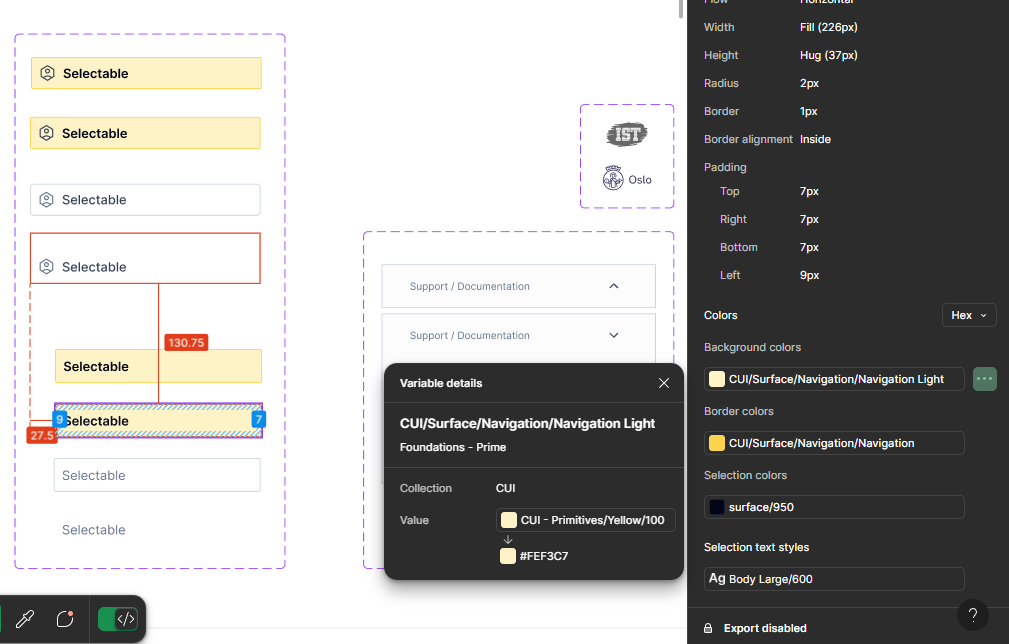 Selectable
Selectable
Selectable
Selectable
130.75
Selectable
9
Selectable
7
27.5
Selectable
Selectable
IST
Oslo
Support / Documentation
Support / Documentation
Variable details
CUI/Surface/Navigation/Navigation Light
Foundations - Prime
Collection CUI
Value CUI - Primitives/Yellow/100
#FEF3C7
Flow Horizontal
Width Fill (226px)
Height Hug (37px)
Radius 2px
Border 1px
Border alignment Inside
Padding
Top 7px
Right 7px
Bottom 7px
Left 9px
Colors Hex
Background colors
CUI/Surface/Navigation/Navigation Light
Border colors
CUI/Surface/Navigation/Navigation
Selection colors
surface/950
Selection text styles
Ag Body Large/600
Export disabled
?